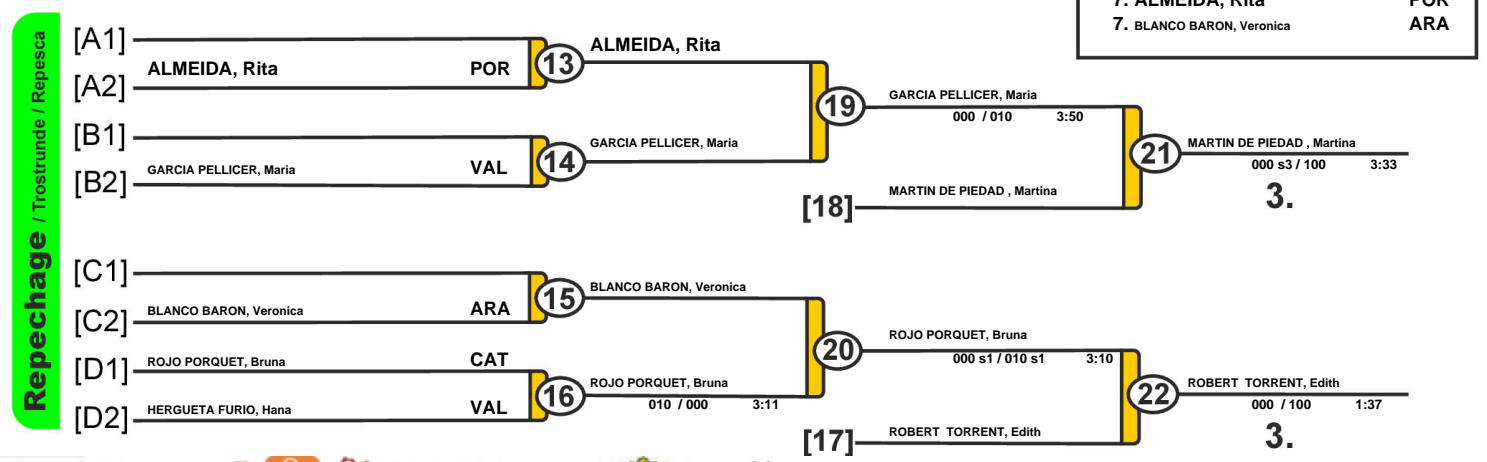 7. ALMEIDA, Rita POR
7. BLANCO BARON, Veronica ARA
Repechage / Trostrunde / Repesca
[A1]
ALMEIDA, Rita POR
[A2]
13
ALMEIDA, Rita
[B1]
GARCIA PELLICER, Maria VAL
[B2]
14
GARCIA PELLICER, Maria
19
GARCIA PELLICER, Maria
000 / 010 3:50
[18]
MARTIN DE PIEDAD , Martina
21
MARTIN DE PIEDAD , Martina
000 s3 / 100 3:33
3.
[C1]
BLANCO BARON, Veronica ARA
[C2]
15
BLANCO BARON, Veronica
[D1]
ROJO PORQUET, Bruna CAT
HERGUETA FURIO, Hana VAL
[D2]
16
ROJO PORQUET, Bruna
010 / 000 3:11
20
ROJO PORQUET, Bruna
000 s1 / 010 s1 3:10
[17]
ROBERT TORRENT, Edith
22
ROBERT TORRENT, Edith
000 / 100 1:37
3.